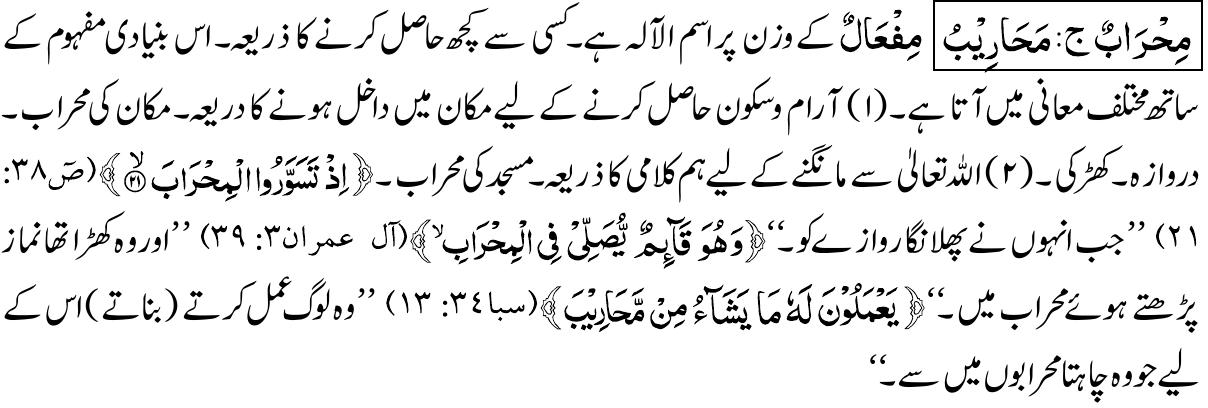 مِحْرَابٌ ج: مَحَارِيْبُ مِفْعَالٌ کے وزن پر اسم الآلہ ہے۔ کسی سے کچھ حاصل کرنے کا ذریعہ۔ اس بنیادی مفہوم کے
ساتھ مختلف معانی میں آتا ہے۔ (۱) آرام و سکون حاصل کرنے کے لیے مکان میں داخل ہونے کا دریعہ۔ مکان کی محراب۔
دروازہ۔ کھڑکی۔ (۲) اللہ تعالیٰ سے مانگنے کے لیے ہم کلامی کا ذریعہ۔ مسجد کی محراب۔ ﴿اِذْ تَسَوَّرُوا الْمِحْرَابَ ۙ﴿۲۱﴾﴾ (صٓ ۳۸:
۲۱) ’’جب انہوں نے پھلانگا روازے کو۔‘‘ ﴿وَهُوَ قَآىِٕمٌ يُّصَلِّىْ فِى الْمِحْرَابِ ۙ﴾ (آل عمران ۳: ۳۹) ’’اور وہ کھڑا تھا نماز
پڑھتے ہوئے محراب میں۔‘‘ ﴿يَعْمَلُوْنَ لَهٗ مَا يَشَآءُ مِنْ مَّحَارِيْبَ﴾ (سبا ۳۴: ۱۳) ’’وہ لوگ عمل کرتے (بناتے) اس کے
لیے جو وہ چاہتا محرابوں میں سے۔‘‘